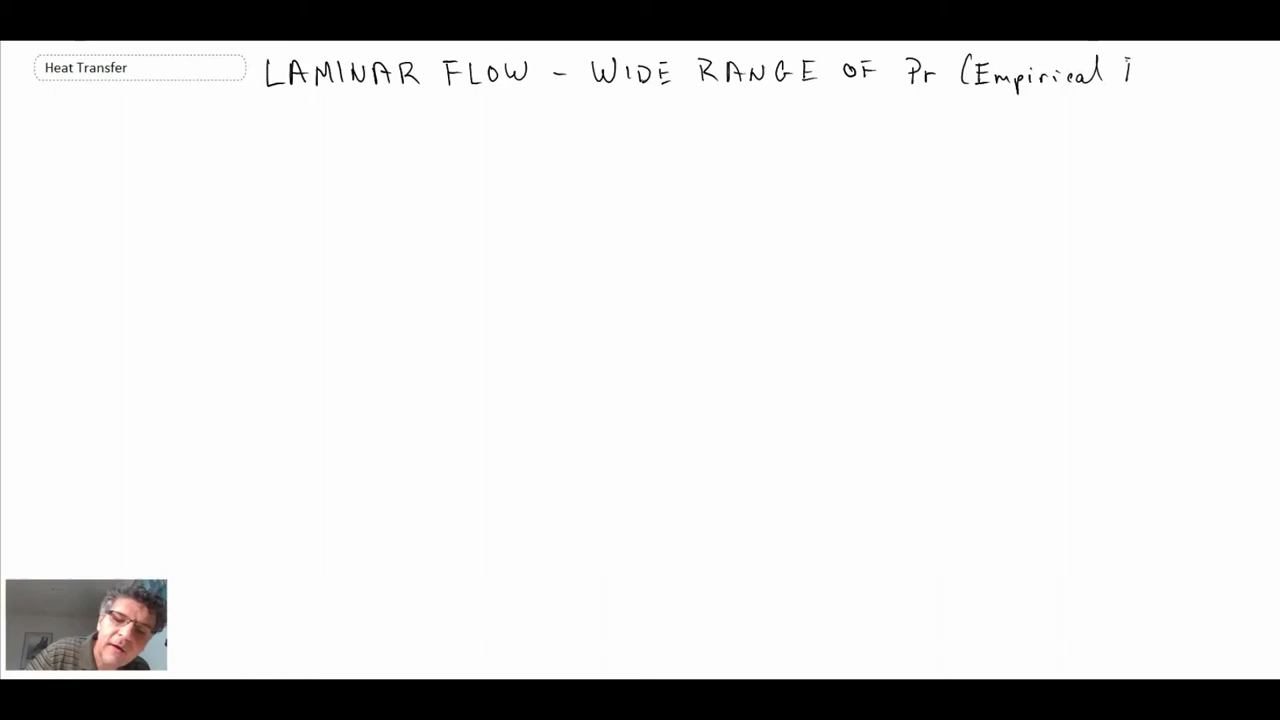 Heat Transfer
LAMINAR FLOW - WIDE RANGE OF Pr (Empirical